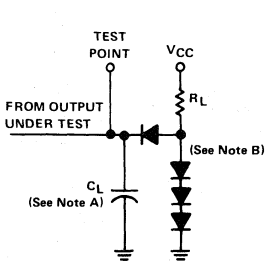 TEST
POINT
VCC
RL
FROM OUTPUT
UNDER TEST
(See Note B)
CL
(See Note A)